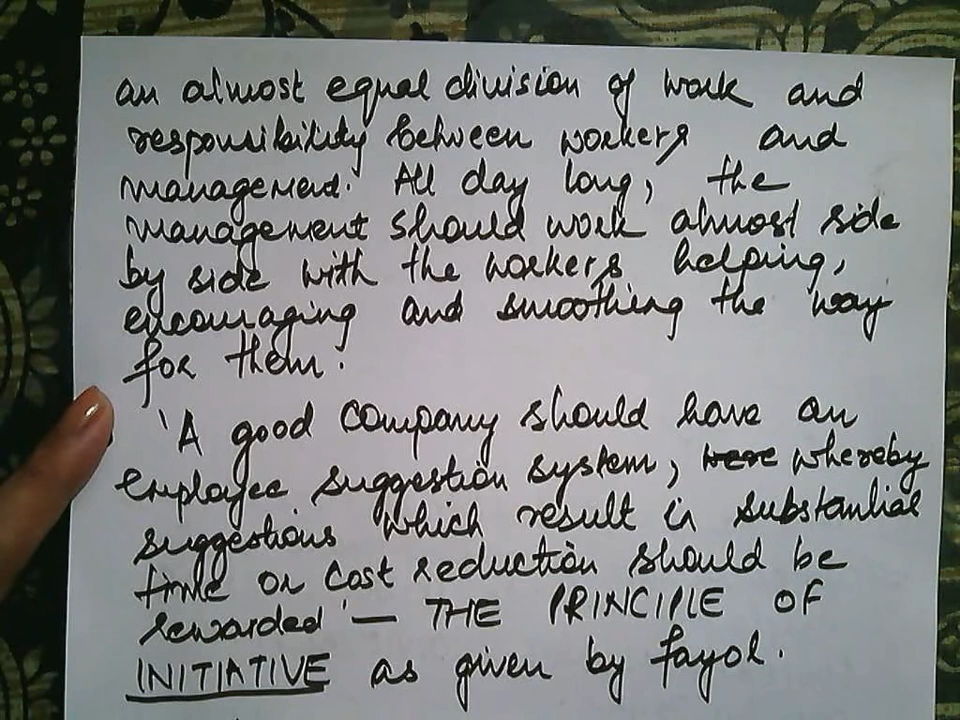 an almost equal division of work and
responsibility between workers and
management. All day long, the
management should work almost side
by side with the workers helping,
encouraging and smoothing the way
for them.
'A good company should have an
employee suggestion system, whereby
suggestions which result in substantial
time or cost reduction should be
rewarded' — THE PRINCIPLE OF
INITIATIVE as given by Fayol.